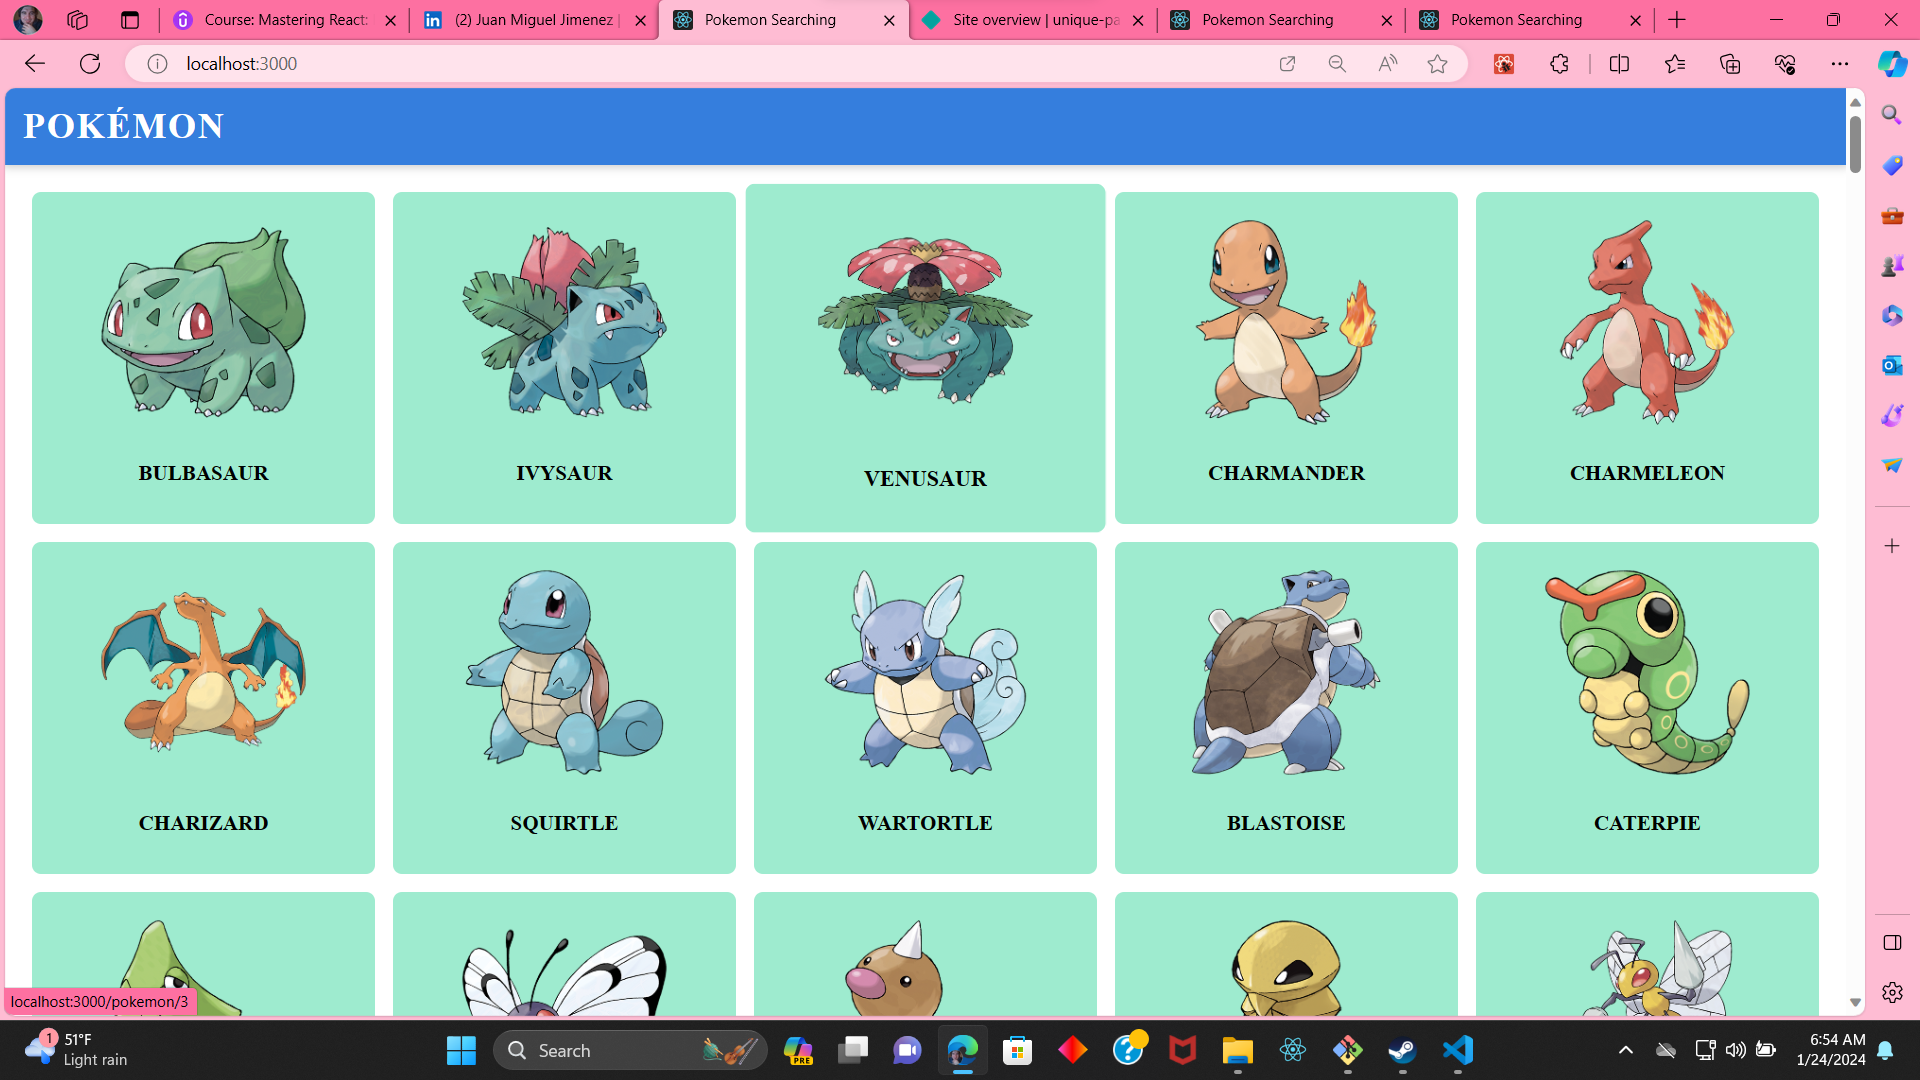 Course: Mastering React:
(2) Juan Miguel Jimenez |
Pokemon Searching
Site overview | unique-pa
Pokemon Searching
Pokemon Searching
localhost:3000
POKÉMON
BULBASAUR
IVYSAUR
VENUSAUR
CHARMANDER
CHARMELEON
CHARIZARD
SQUIRTLE
WARTORTLE
BLASTOISE
CATERPIE
localhost:3000/pokemon/3
1
51°F
Light rain
Search
PRE
6:54 AM
1/24/2024